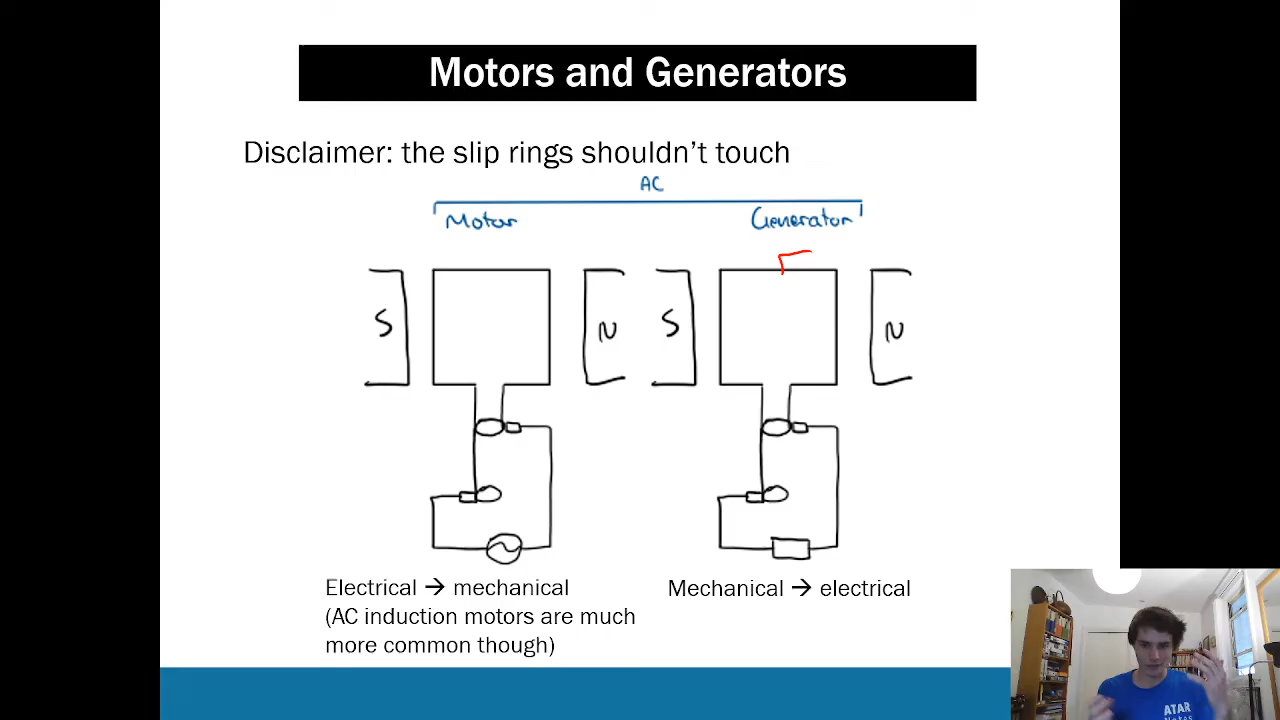 Motors and Generators
Disclaimer: the slip rings shouldn’t touch
AC
Motor
Generator
S
N
S
N
Electrical → mechanical
(AC induction motors are much
more common though)
Mechanical → electrical
ATAR
Notes